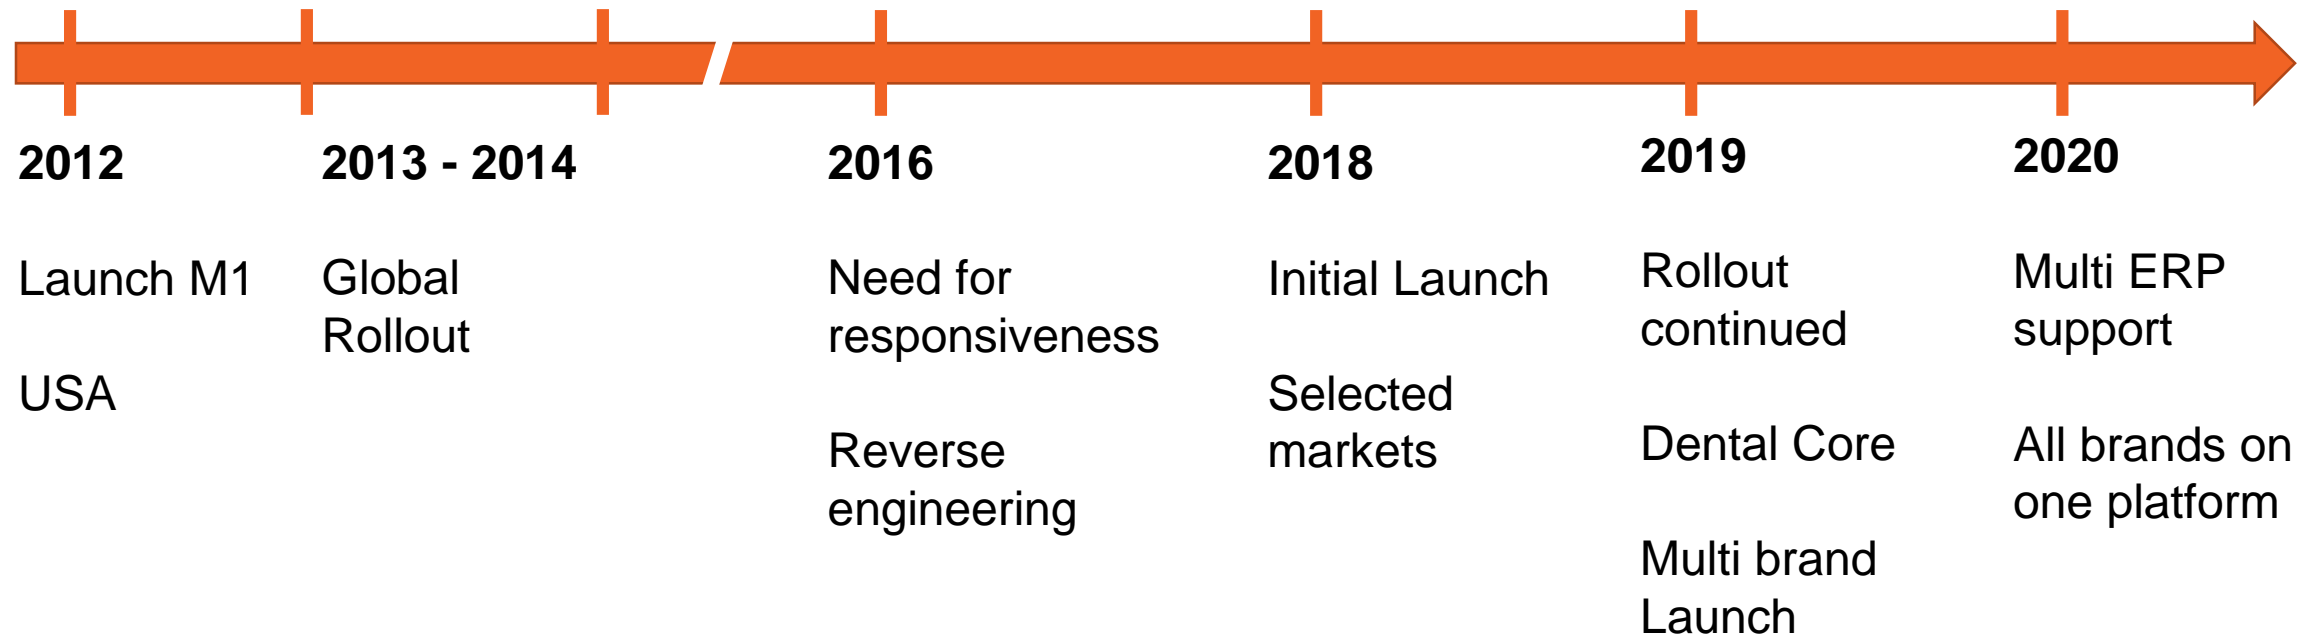 2012
Launch M1
USA
2013 - 2014
Global
Rollout
2016
Need for
responsiveness
Reverse
engineering
2018
Initial Launch
Selected
markets
2019
Rollout
continued
Dental Core
Multi brand
Launch
2020
Multi ERP
support
All brands on
one platform